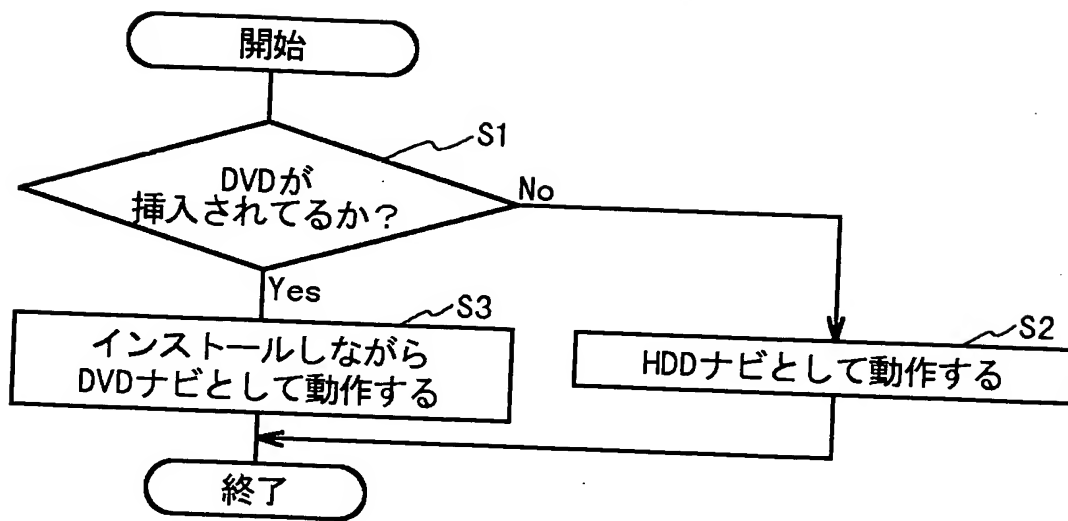 開始
S1
DVDが
挿入されてるか？
No
Yes
S3
インストールしながら
DVDナビとして動作する
S2
HDDナビとして動作する
終了